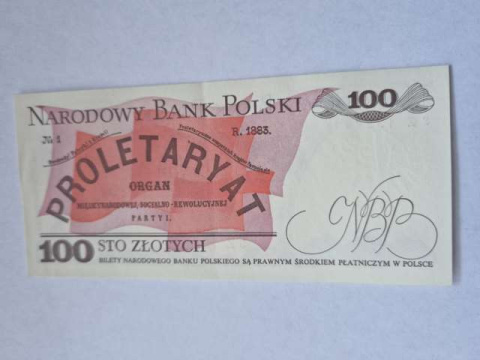 NARODOWY BANK POLSKI
100
№ 1
R. 1883.
PROLETARYAT
ORGAN
MIĘDZYNARODOWEJ SOCJALNO-REWOLUCYJNEJ
PARTYI.
NBP
100 STO ZŁOTYCH
BILETY NARODOWEGO BANKU POLSKIEGO SĄ PRAWNYM ŚRODKIEM PŁATNICZYM W POLSCE